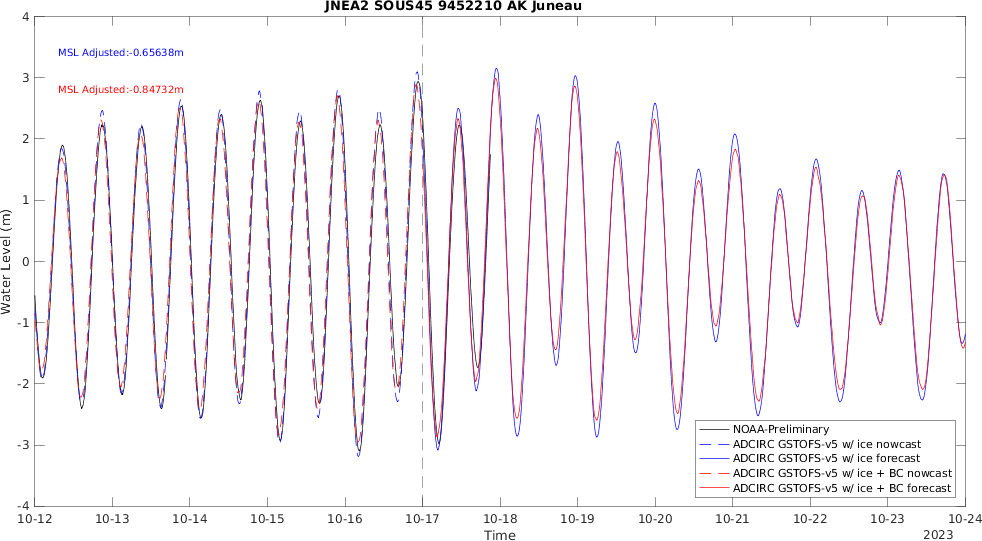 JNEA2 SOUS45 9452210 AK Juneau
MSL Adjusted:-0.65638m
MSL Adjusted:-0.84732m
4
3
2
1
0
-1
-2
-3
-4
Water Level (m)
NOAA-Preliminary
ADCIRC GSTOFS-v5 w/ ice nowcast
ADCIRC GSTOFS-v5 w/ ice forecast
ADCIRC GSTOFS-v5 w/ ice + BC nowcast
ADCIRC GSTOFS-v5 w/ ice + BC forecast
10-12 10-13 10-14 10-15 10-16 10-17 10-18 10-19 10-20 10-21 10-22 10-23 10-24
Time
2023